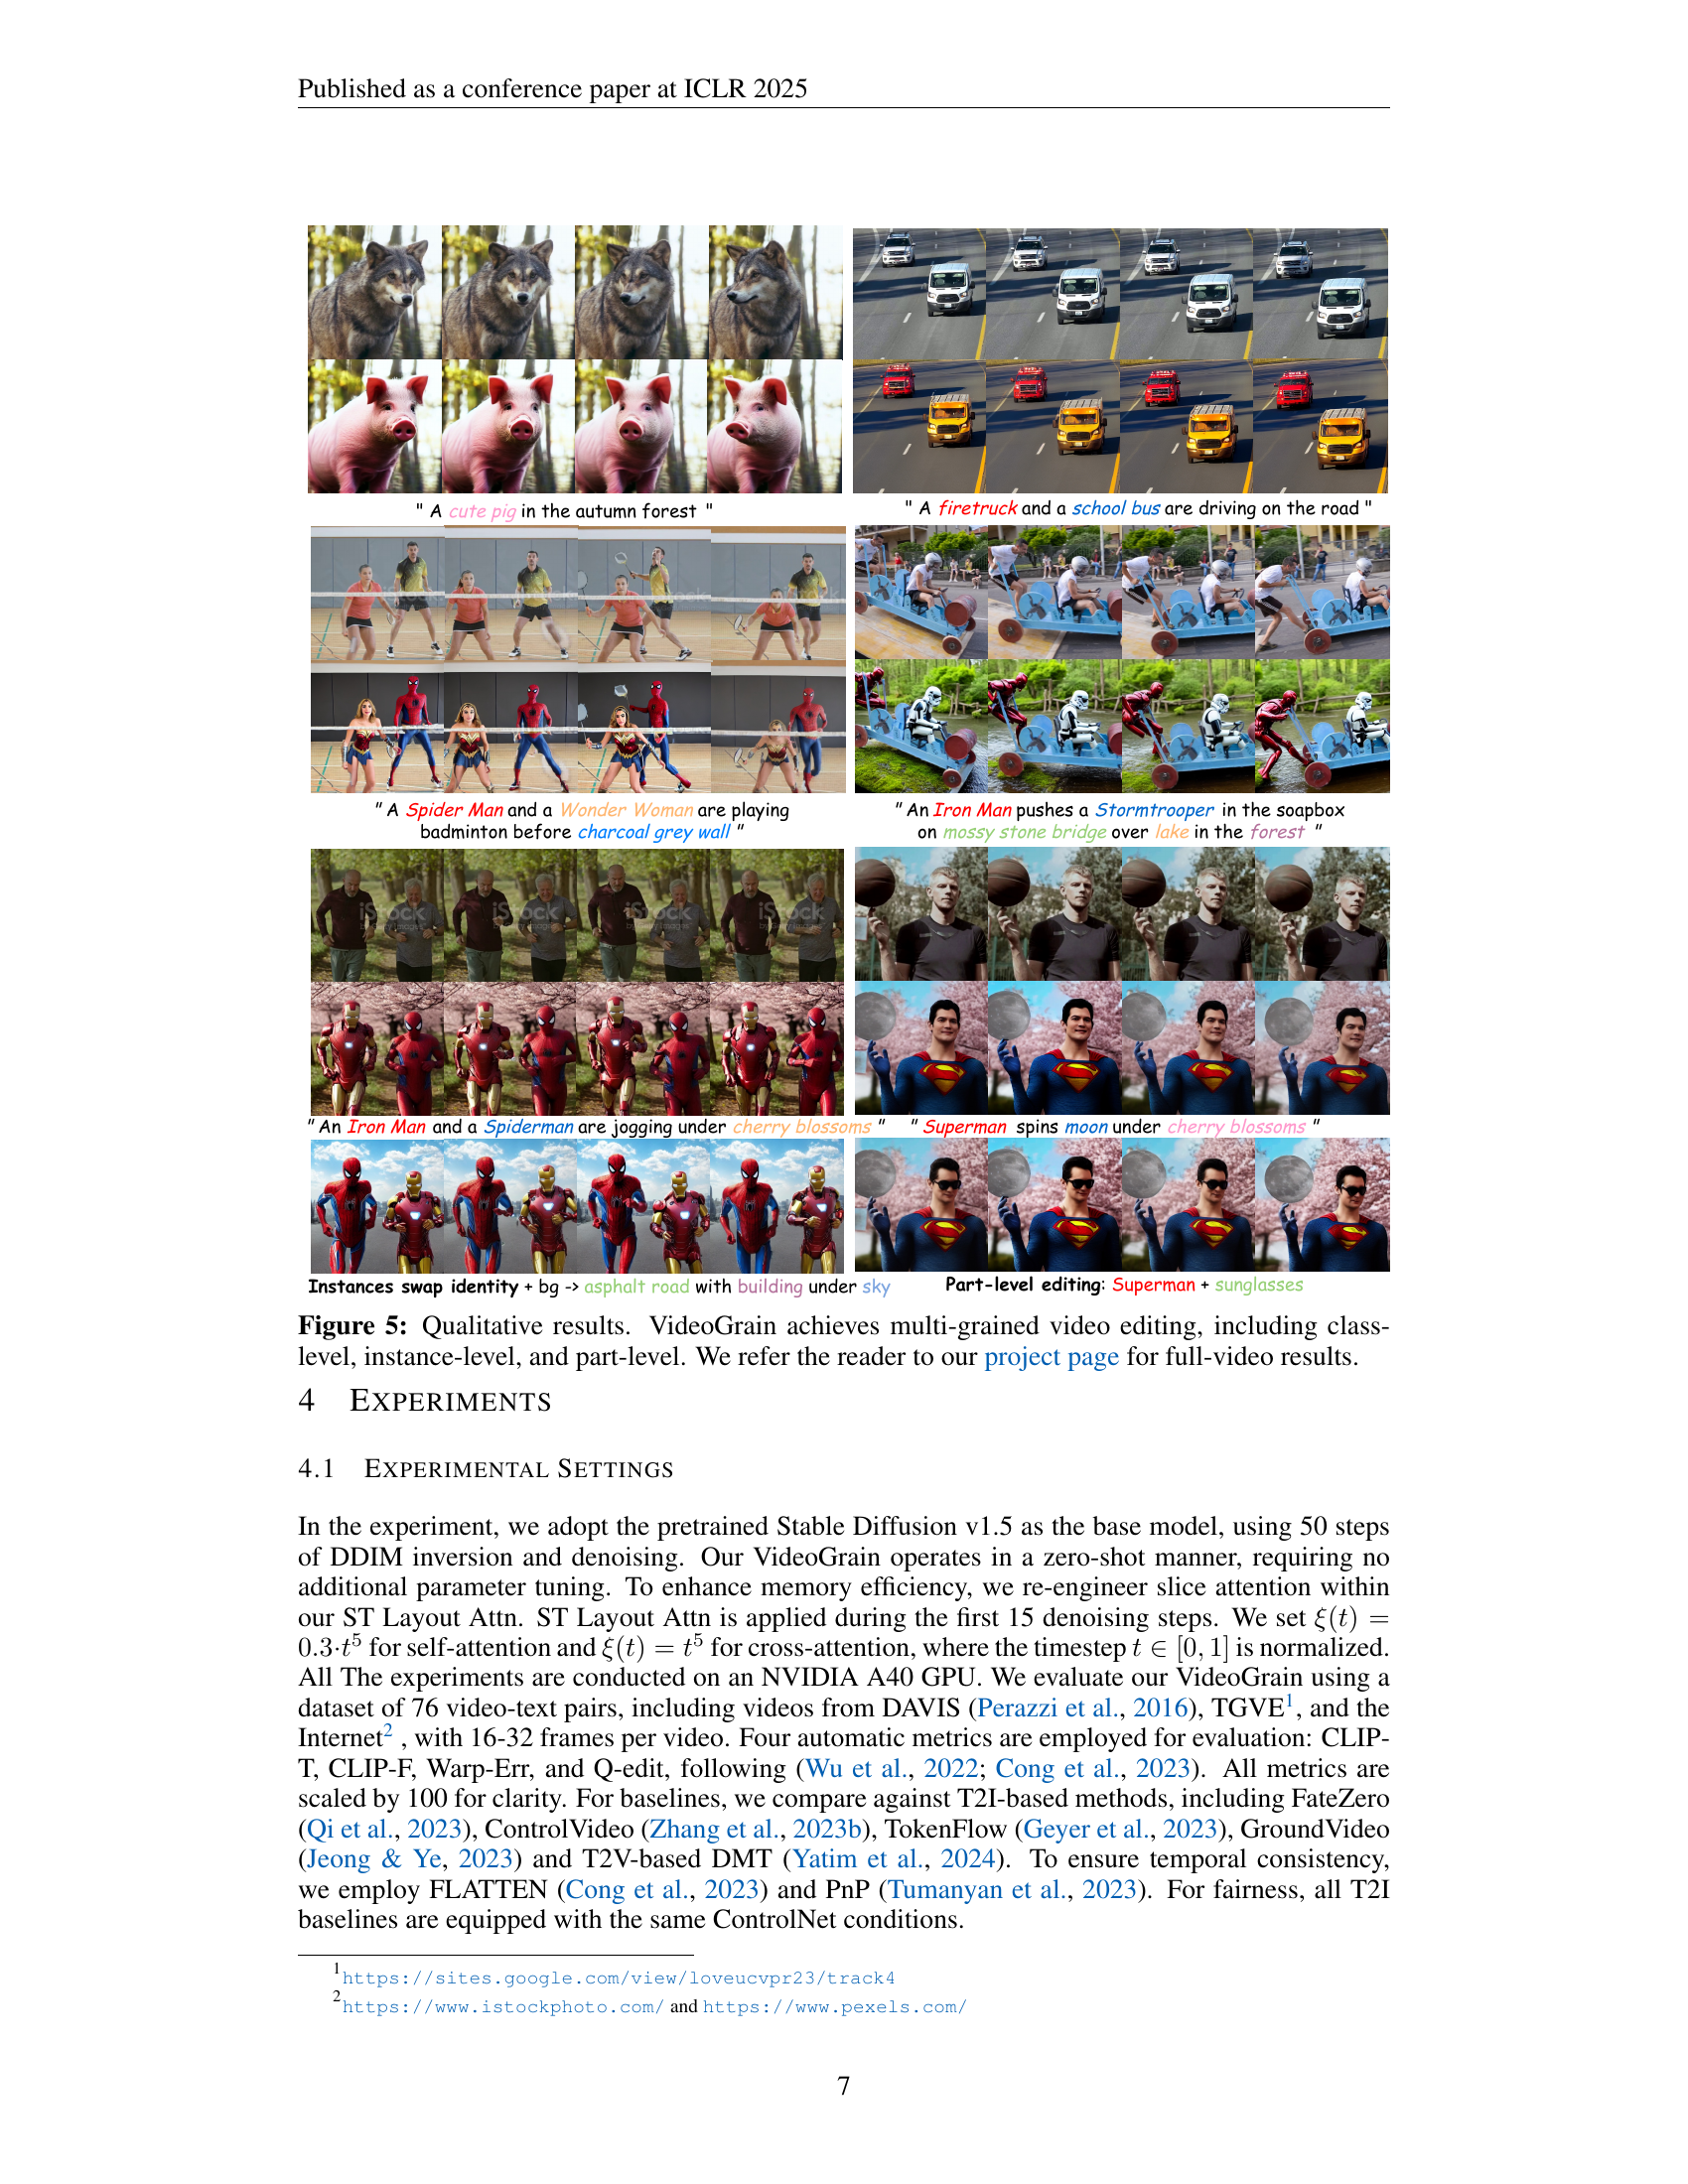 Published as a conference paper at ICLR 2025
" A cute pig in the autumn forest "
" A firetruck and a school bus are driving on the road "
" A Spider Man and a Wonder Woman are playing
badminton before charcoal grey wall "
" An Iron Man pushes a Stormtrooper in the soapbox
on mossy stone bridge over lake in the forest "
iStock iStock iStock iStock
" An Iron Man and a Spiderman are jogging under cherry blossoms "
" Superman spins moon under cherry blossoms "
Instances swap identity + bg -> asphalt road with building under sky
Part-level editing: Superman + sunglasses
Figure 5: Qualitative results. VideoGrain achieves multi-grained video editing, including class-
level, instance-level, and part-level. We refer the reader to our project page for full-video results.
4 EXPERIMENTS
4.1 EXPERIMENTAL SETTINGS
In the experiment, we adopt the pretrained Stable Diffusion v1.5 as the base model, using 50 steps
of DDIM inversion and denoising. Our VideoGrain operates in a zero-shot manner, requiring no
additional parameter tuning. To enhance memory efficiency, we re-engineer slice attention within
our ST Layout Attn. ST Layout Attn is applied during the first 15 denoising steps. We set ξ(t) =
0.3·t⁵ for self-attention and ξ(t) = t⁵ for cross-attention, where the timestep t ∈ [0, 1] is normalized.
All The experiments are conducted on an NVIDIA A40 GPU. We evaluate our VideoGrain using a
dataset of 76 video-text pairs, including videos from DAVIS (Perazzi et al., 2016), TGVE¹, and the
Internet² , with 16-32 frames per video. Four automatic metrics are employed for evaluation: CLIP-
T, CLIP-F, Warp-Err, and Q-edit, following (Wu et al., 2022; Cong et al., 2023). All metrics are
scaled by 100 for clarity. For baselines, we compare against T2I-based methods, including FateZero
(Qi et al., 2023), ControlVideo (Zhang et al., 2023b), TokenFlow (Geyer et al., 2023), GroundVideo
(Jeong & Ye, 2023) and T2V-based DMT (Yatim et al., 2024). To ensure temporal consistency,
we employ FLATTEN (Cong et al., 2023) and PnP (Tumanyan et al., 2023). For fairness, all T2I
baselines are equipped with the same ControlNet conditions.
¹https://sites.google.com/view/loveucvpr23/track4
²https://www.istockphoto.com/ and https://www.pexels.com/
7